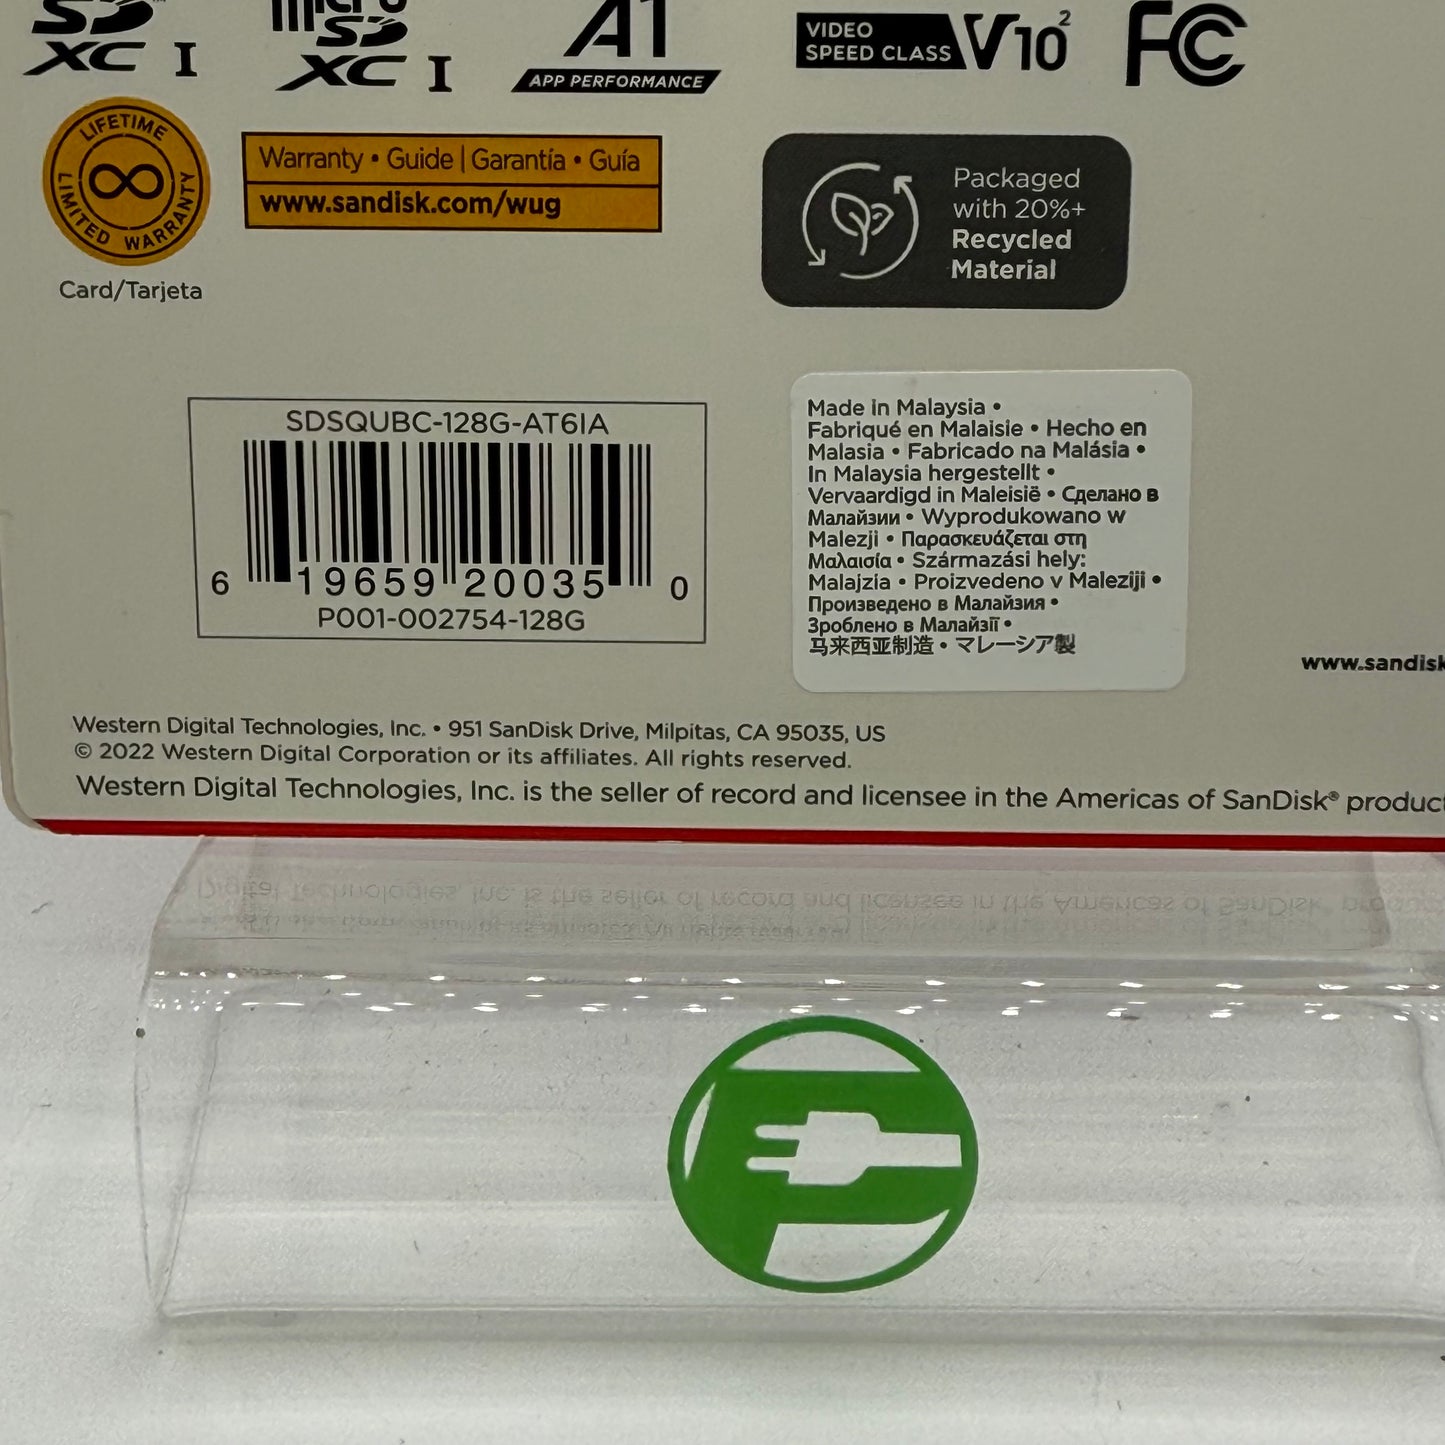 SD™
XC I
micro
SD
XC I
A1
APP PERFORMANCE
VIDEO
SPEED CLASS V10²
FC
LIFETIME
LIMITED WARRANTY
Card/Tarjeta
Warranty • Guide | Garantía • Guía
www.sandisk.com/wug
Packaged
with 20%+
Recycled
Material
SDSQUBC-128G-AT6IA
6 19659 20035 0
P001-002754-128G
Made in Malaysia •
Fabriqué en Malaisie • Hecho en
Malasia • Fabricado na Malásia •
In Malaysia hergestellt •
Vervaardigd in Maleisië • Сделано в
Малайзии • Wyprodukowano w
Malezji • Παρασκευάζεται στη
Μαλαισία • Származási hely:
Malajzia • Proizvedeno v Maleziji •
Произведено в Малайзия •
Зроблено в Малайзії •
马来西亚制造 • マレーシア製
www.sandisk
Western Digital Technologies, Inc. • 951 SanDisk Drive, Milpitas, CA 95035, US
© 2022 Western Digital Corporation or its affiliates. All rights reserved.
Western Digital Technologies, Inc. is the seller of record and licensee in the Americas of SanDisk® product